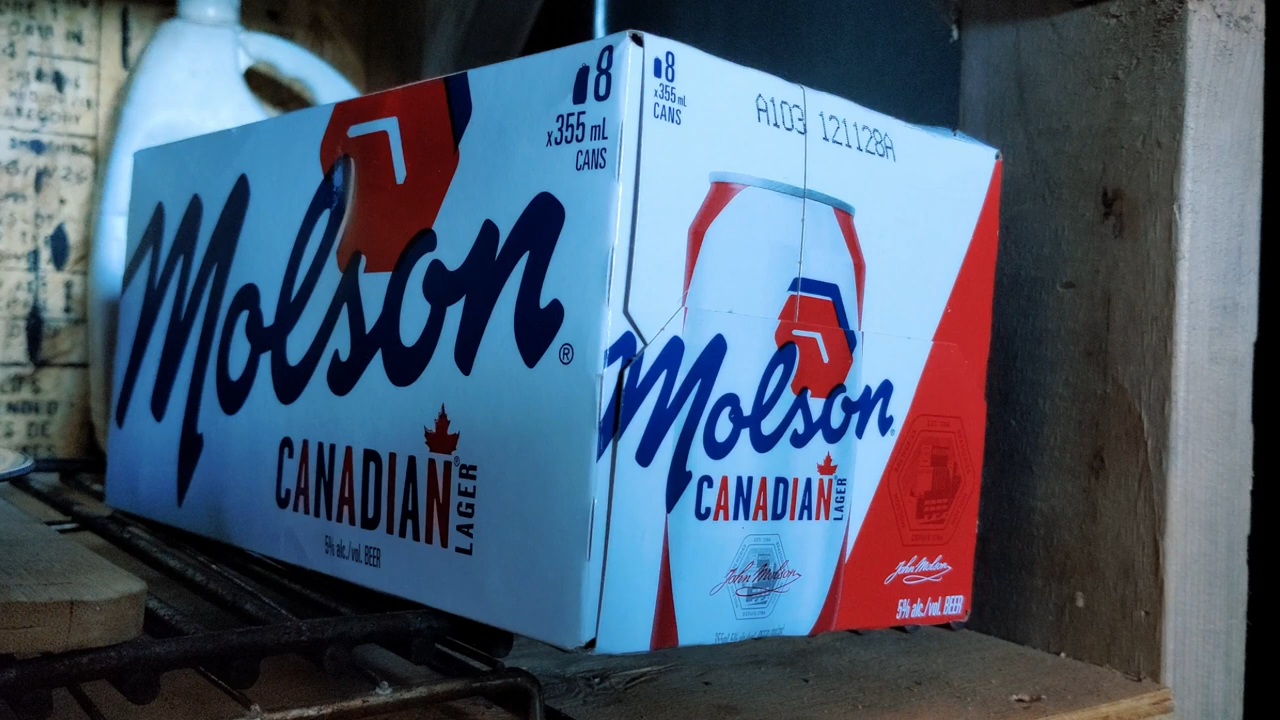 8
x355 mL
CANS
Molson®
CANADIAN®
LAGER
5% alc./vol. BEER
8
x355 mL
CANS
A103 121128A
Molson®
CANADIAN
LAGER
John Molson
John Molson
5% alc./vol. BEER